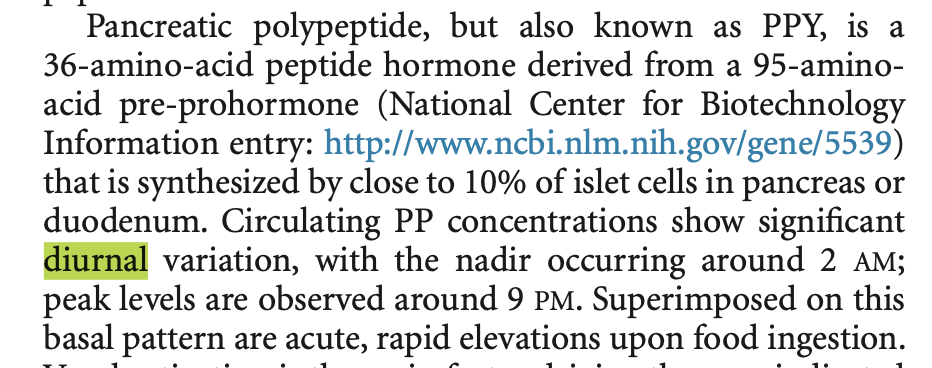 Pancreatic polypeptide, but also known as PPY, is a
36-amino-acid peptide hormone derived from a 95-amino-
acid pre-prohormone (National Center for Biotechnology
Information entry: http://www.ncbi.nlm.nih.gov/gene/5539)
that is synthesized by close to 10% of islet cells in pancreas or
duodenum. Circulating PP concentrations show significant
diurnal variation, with the nadir occurring around 2 AM;
peak levels are observed around 9 PM. Superimposed on this
basal pattern are acute, rapid elevations upon food ingestion.